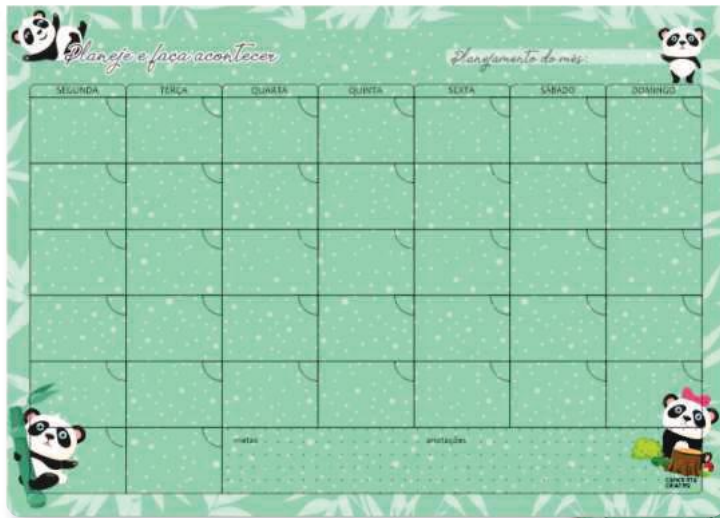 Planeje e faça acontecer
Planejamento do mês:
SEGUNDA TERÇA QUARTA QUINTA SEXTA SÁBADO DOMINGO
metas anotações